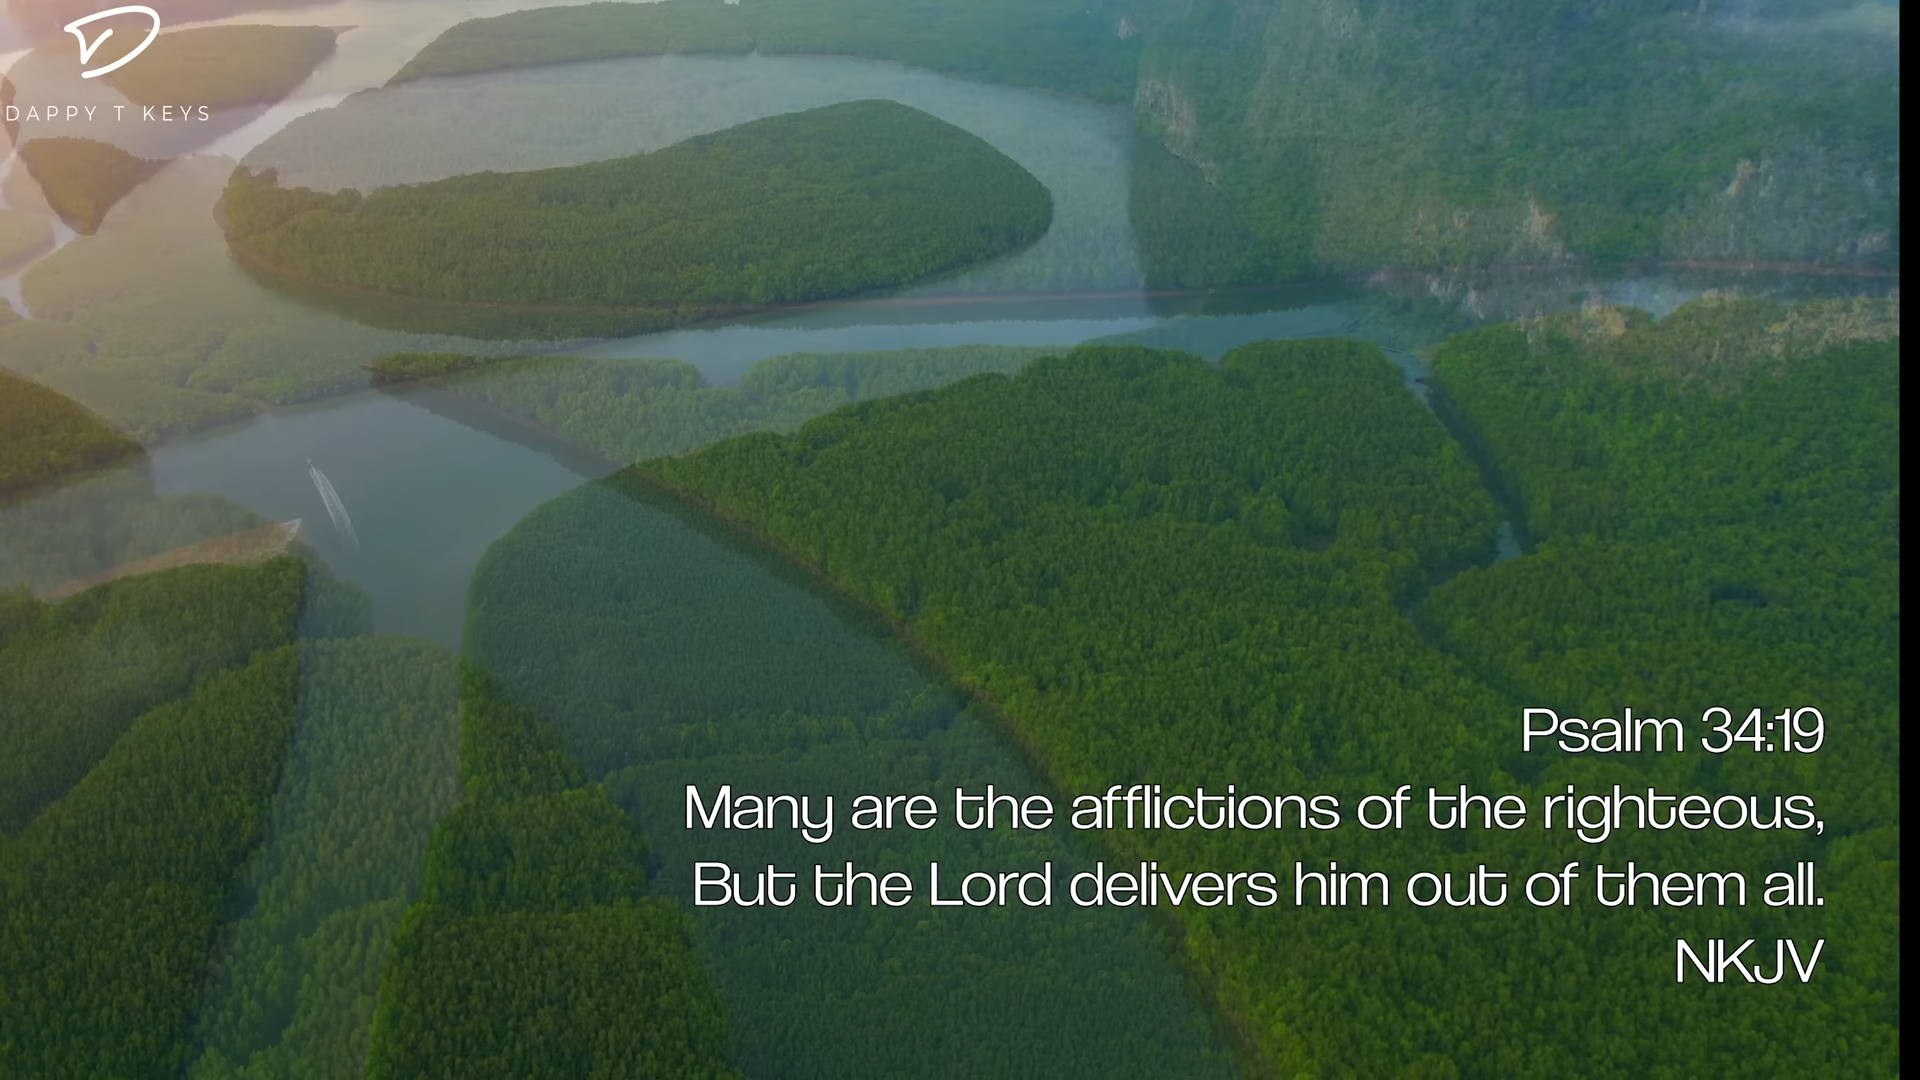 DAPPY T KEYS
Psalm 34:19
Many are the afflictions of the righteous,
But the Lord delivers him out of them all.
NKJV